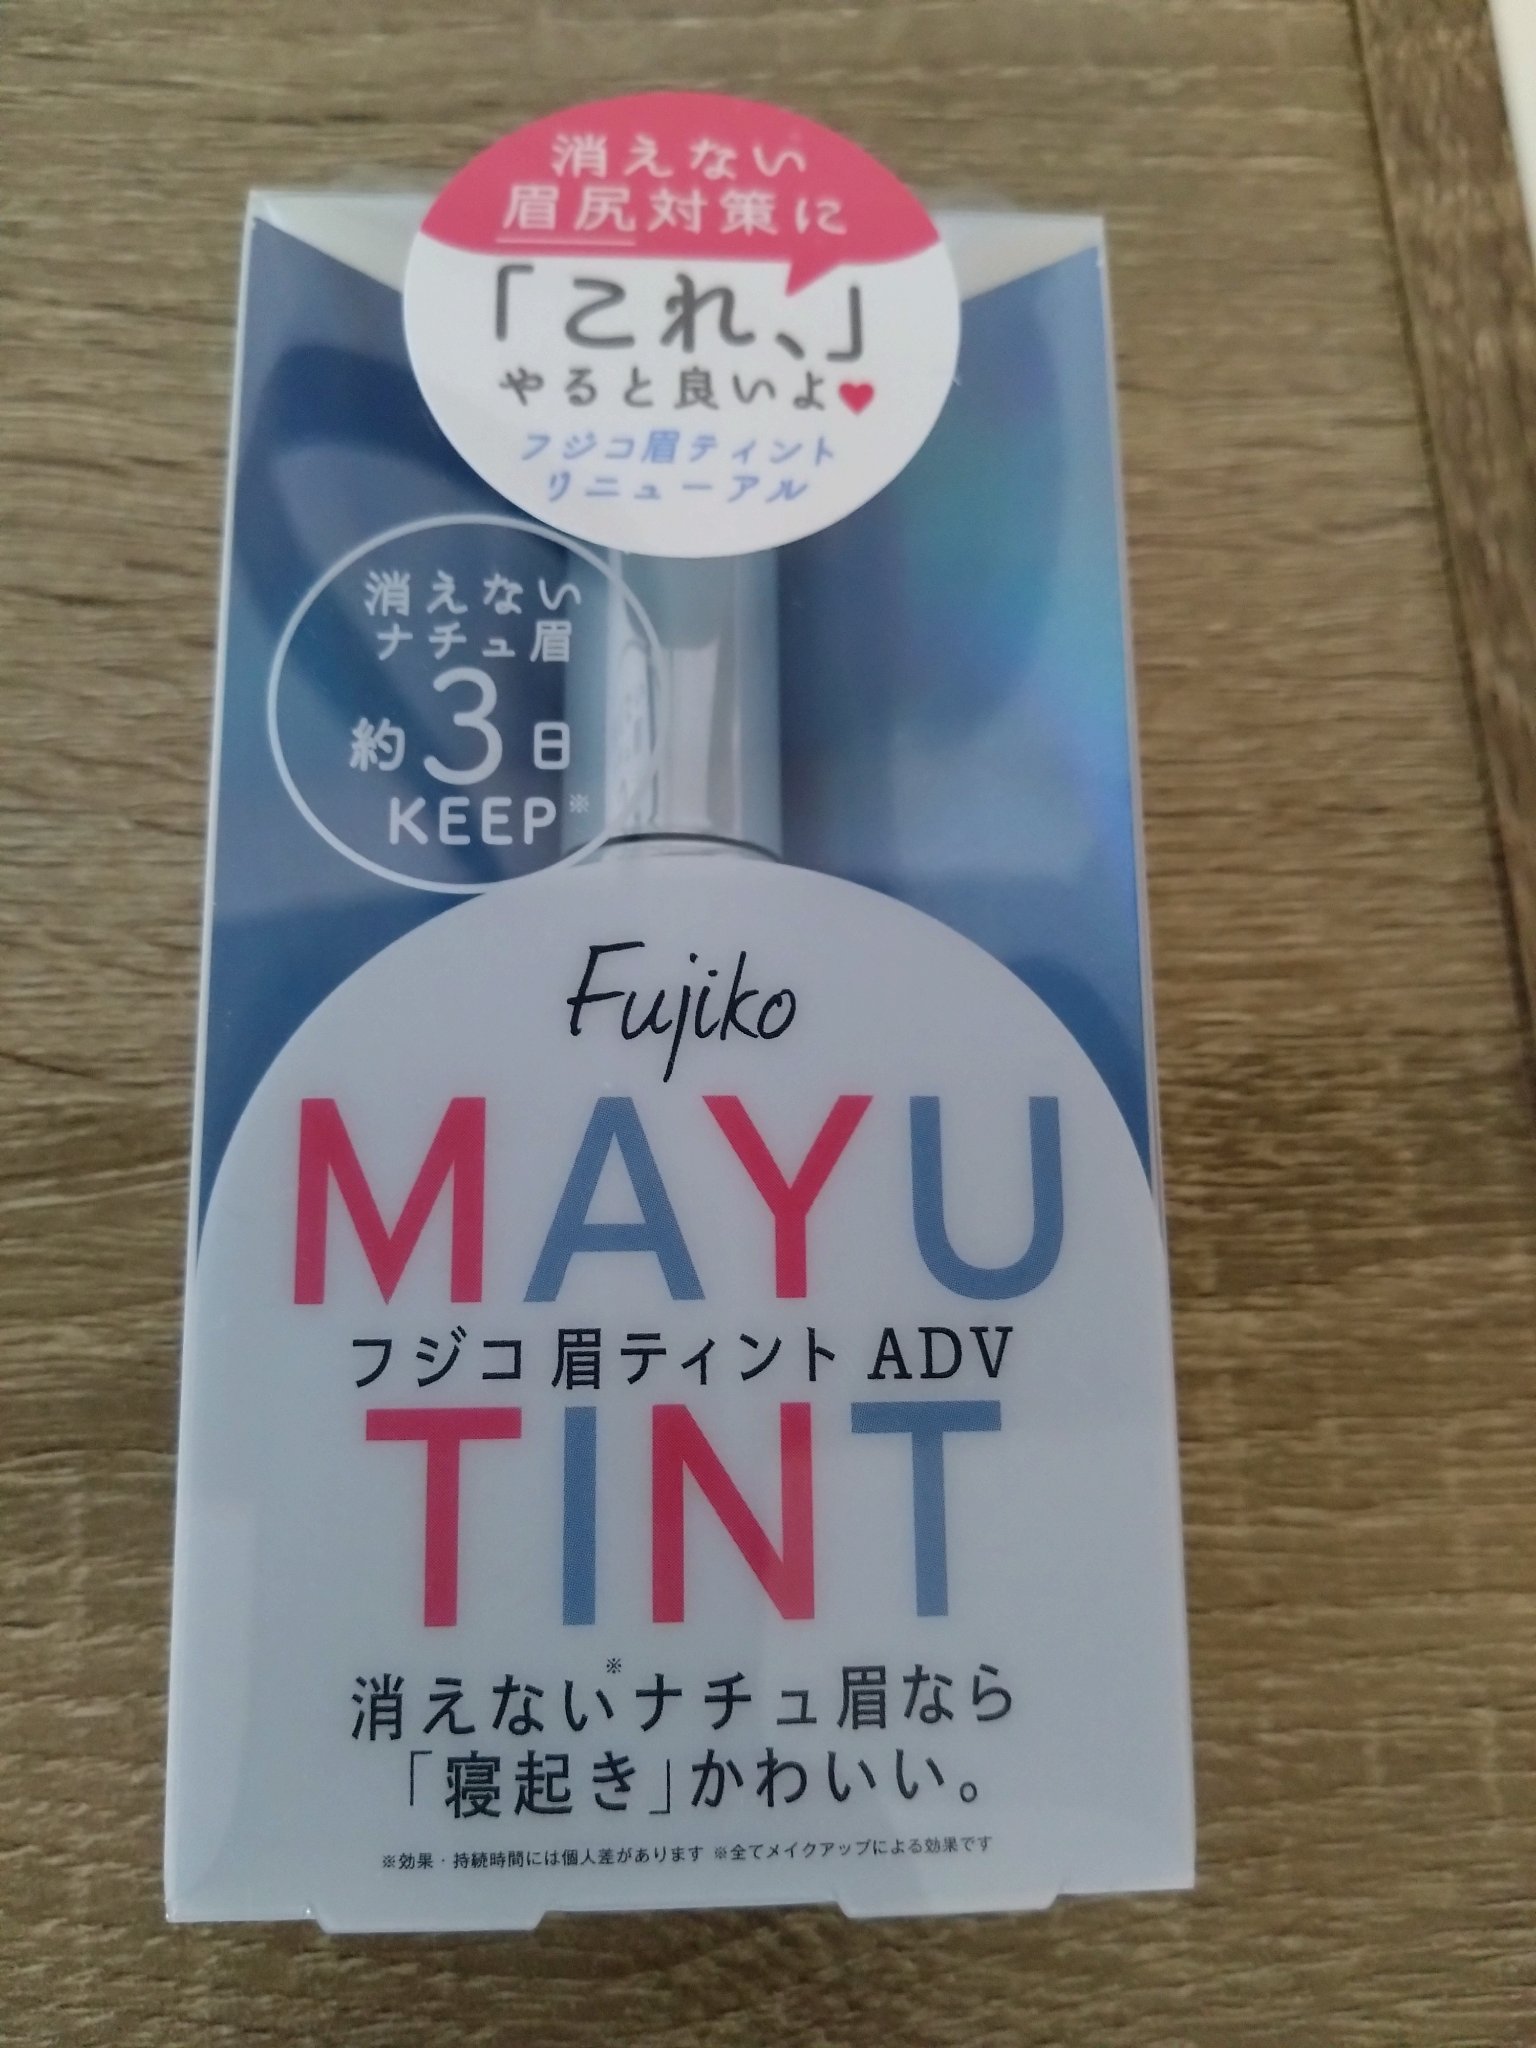 消えない
眉尻対策に
「これ、」
やると良いよ♥
フジコ眉ティント
リニューアル
消えない
ナチュ眉
約3日
KEEP※
Fujiko
MAYU
フジコ 眉ティント ADV
TINT
消えない※ナチュ眉なら
「寝起き」かわいい。
※効果・持続時間には個人差があります ※全てメイクアップによる効果です